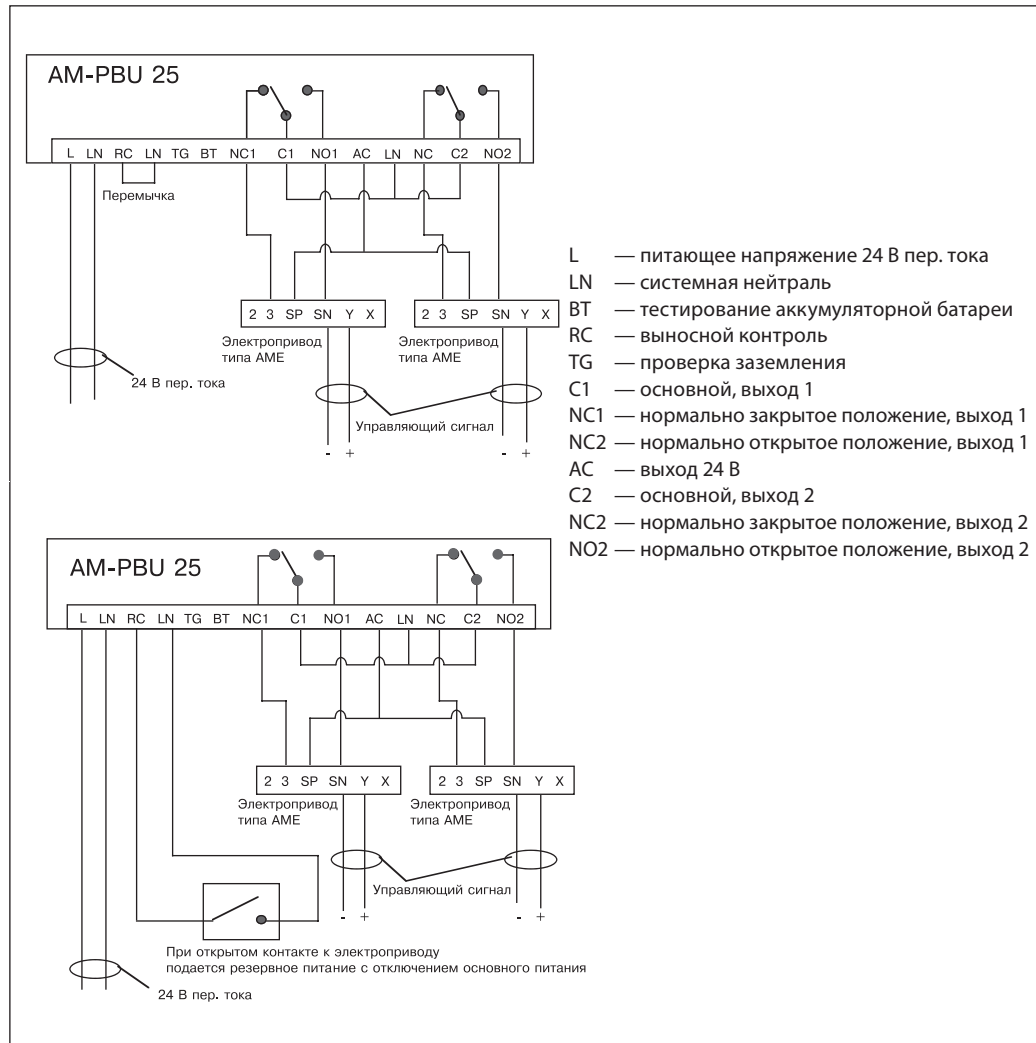 AM-PBU 25
L LN RC LN TG BT NC1 C1 NO1 AC LN NC C2 NO2
Перемычка
2 3 SP SN Y X
2 3 SP SN Y X
Электропривод
типа AME
Электропривод
типа AME
24 В пер. тока
Управляющий сигнал
- +
- +
L — питающее напряжение 24 В пер. тока
LN — системная нейтраль
BT — тестирование аккумуляторной батареи
RC — выносной контроль
TG — проверка заземления
C1 — основной, выход 1
NC1 — нормально закрытое положение, выход 1
NC2 — нормально открытое положение, выход 1
AC — выход 24 В
C2 — основной, выход 2
NC2 — нормально закрытое положение, выход 2
NO2 — нормально открытое положение, выход 2
AM-PBU 25
L LN RC LN TG BT NC1 C1 NO1 AC LN NC C2 NO2
2 3 SP SN Y X
2 3 SP SN Y X
Электропривод
типа AME
Электропривод
типа AME
Управляющий сигнал
- +
- +
При открытом контакте к электроприводу
подается резервное питание с отключением основного питания
24 В пер. тока